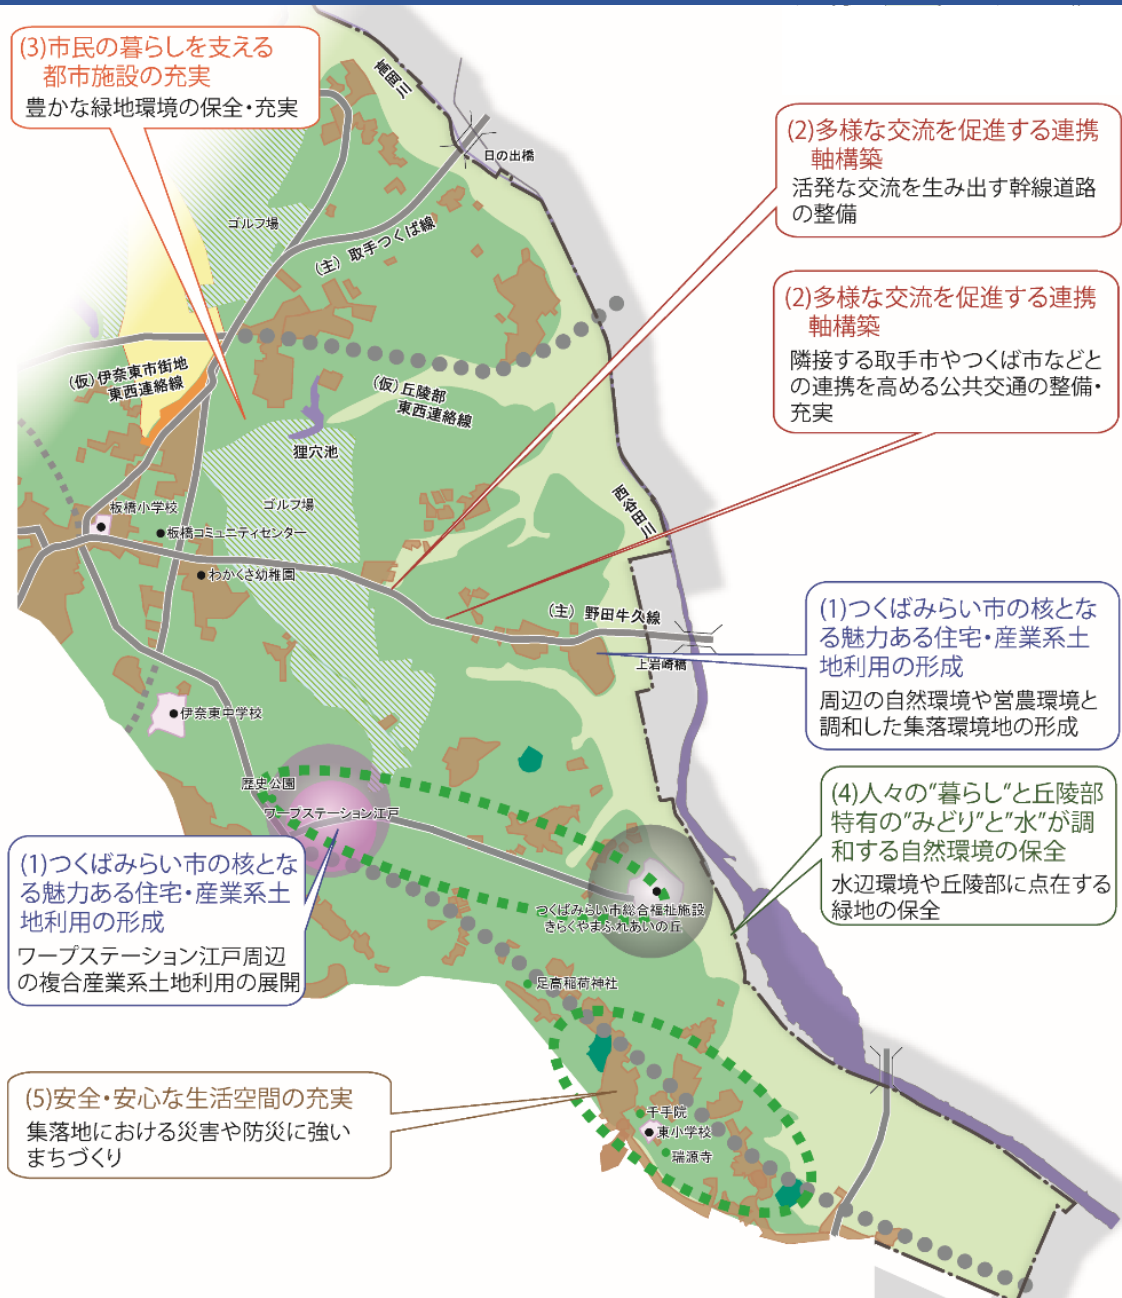 (3)市民の暮らしを支える
都市施設の充実
豊かな緑地環境の保全・充実
日の出橋
ゴルフ場
(主) 取手つくば線
(2)多様な交流を促進する連携
軸構築
活発な交流を生み出す幹線道路
の整備
(2)多様な交流を促進する連携
軸構築
隣接する取手市やつくば市などと
の連携を高める公共交通の整備・
充実
(仮)伊奈東市街地
東西連絡線
(仮)丘陵部
東西連絡線
狸穴池
ゴルフ場
西谷田川
板橋小学校
板橋コミュニティセンター
わかくさ幼稚園
(主) 野田牛久線
上岩崎橋
(1)つくばみらい市の核とな
る魅力ある住宅・産業系土
地利用の形成
周辺の自然環境や営農環境と
調和した集落環境地の形成
伊奈東中学校
歴史公園
ワープステーション江戸
(4)人々の"暮らし"と丘陵部
特有の"みどり"と"水"が調
和する自然環境の保全
水辺環境や丘陵部に点在する
緑地の保全
(1)つくばみらい市の核とな
る魅力ある住宅・産業系土
地利用の形成
ワープステーション江戸周辺
の複合産業系土地利用の展開
つくばみらい市総合福祉施設
きらくやまふれあいの丘
足高稲荷神社
(5)安全・安心な生活空間の充実
集落地における災害や防災に強い
まちづくり
千手院
東小学校
瑞源寺